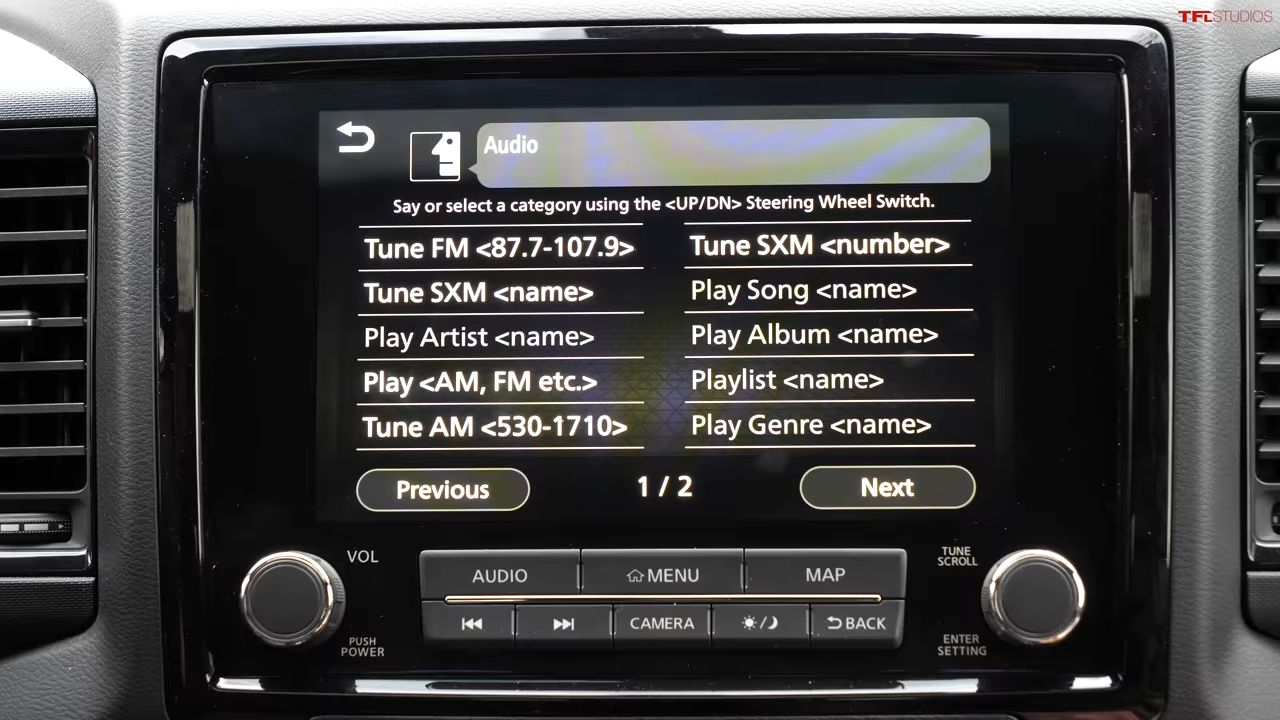 TFLSTUDIOS
Audio
Say or select a category using the <UP/DN> Steering Wheel Switch.
Tune FM <87.7-107.9>
Tune SXM <number>
Tune SXM <name>
Play Song <name>
Play Artist <name>
Play Album <name>
Play <AM, FM etc.>
Playlist <name>
Tune AM <530-1710>
Play Genre <name>
Previous
1 / 2
Next
VOL
PUSH
POWER
AUDIO
MENU
MAP
CAMERA
BACK
TUNE
SCROLL
ENTER
SETTING